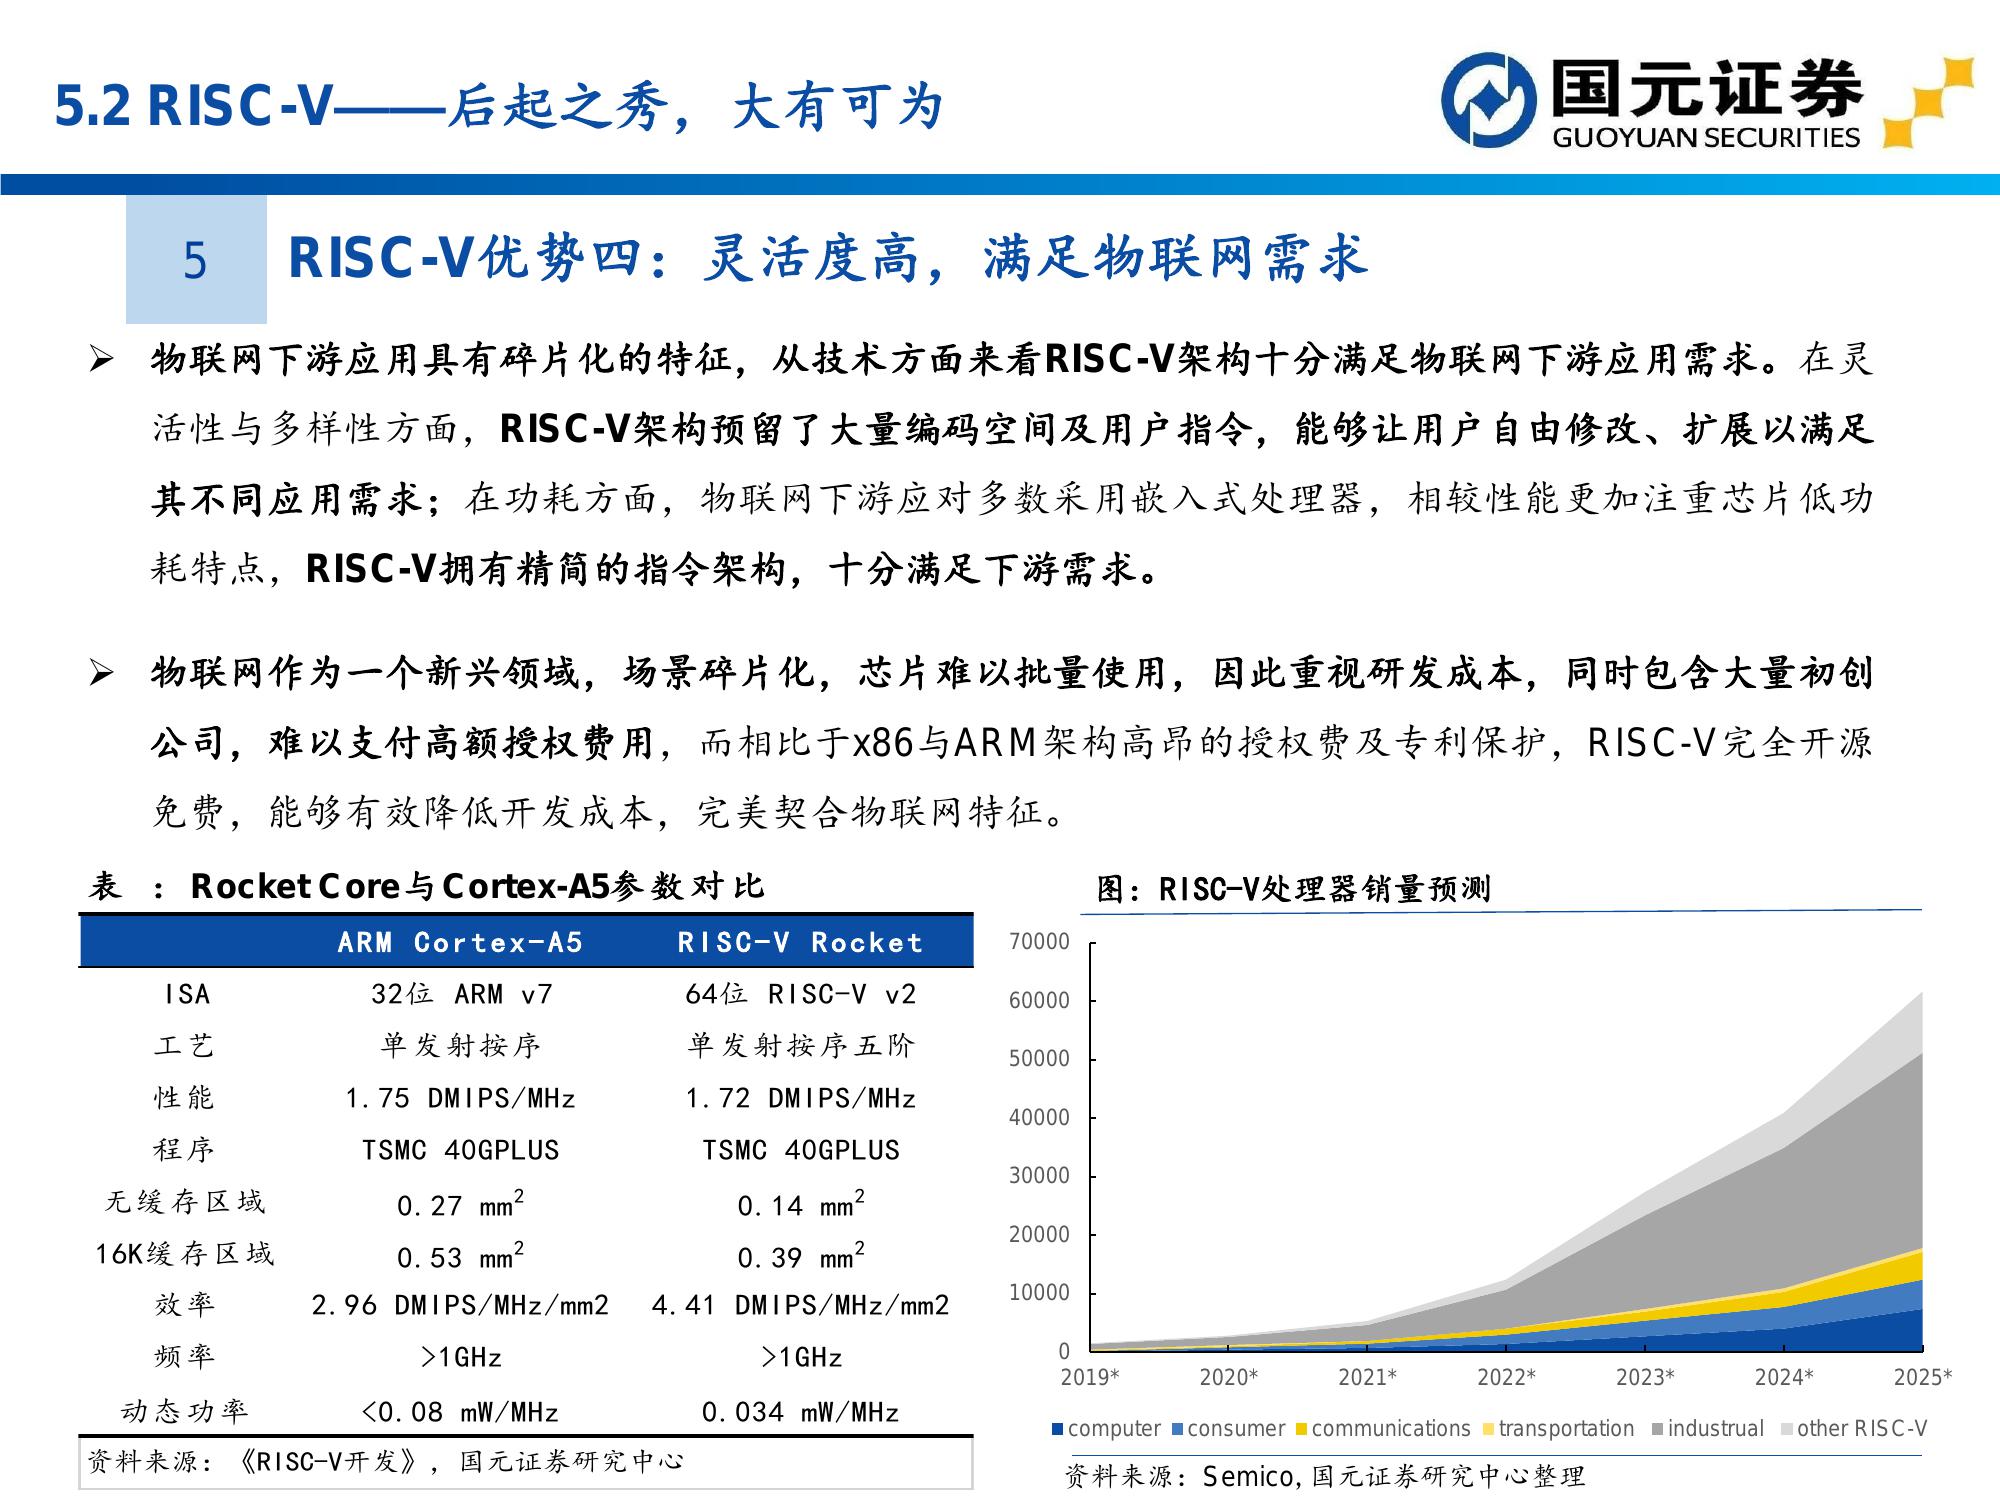 5.2 RISC-V——后起之秀，大有可为
国元证券
GUOYUAN SECURITIES
5
RISC-V优势四：灵活度高，满足物联网需求
➢ 物联网下游应用具有碎片化的特征，从技术方面来看RISC-V架构十分满足物联网下游应用需求。在灵
活性与多样性方面，RISC-V架构预留了大量编码空间及用户指令，能够让用户自由修改、扩展以满足
其不同应用需求；在功耗方面，物联网下游应对多数采用嵌入式处理器，相较性能更加注重芯片低功
耗特点，RISC-V拥有精简的指令架构，十分满足下游需求。
➢ 物联网作为一个新兴领域，场景碎片化，芯片难以批量使用，因此重视研发成本，同时包含大量初创
公司，难以支付高额授权费用，而相比于x86与ARM架构高昂的授权费及专利保护，RISC-V完全开源
免费，能够有效降低开发成本，完美契合物联网特征。
表 ：Rocket Core与Cortex-A5参数对比
ARM Cortex-A5 RISC-V Rocket
ISA 32位 ARM v7 64位 RISC-V v2
工艺 单发射按序 单发射按序五阶
性能 1.75 DMIPS/MHz 1.72 DMIPS/MHz
程序 TSMC 40GPLUS TSMC 40GPLUS
无缓存区域 0.27 mm² 0.14 mm²
16K缓存区域 0.53 mm² 0.39 mm²
效率 2.96 DMIPS/MHz/mm2 4.41 DMIPS/MHz/mm2
频率 >1GHz >1GHz
动态功率 <0.08 mW/MHz 0.034 mW/MHz
资料来源：《RISC-V开发》，国元证券研究中心
图：RISC-V处理器销量预测
70000
60000
50000
40000
30000
20000
10000
0
2019* 2020* 2021* 2022* 2023* 2024* 2025*
computer consumer communications transportation industrual other RISC-V
资料来源：Semico,国元证券研究中心整理